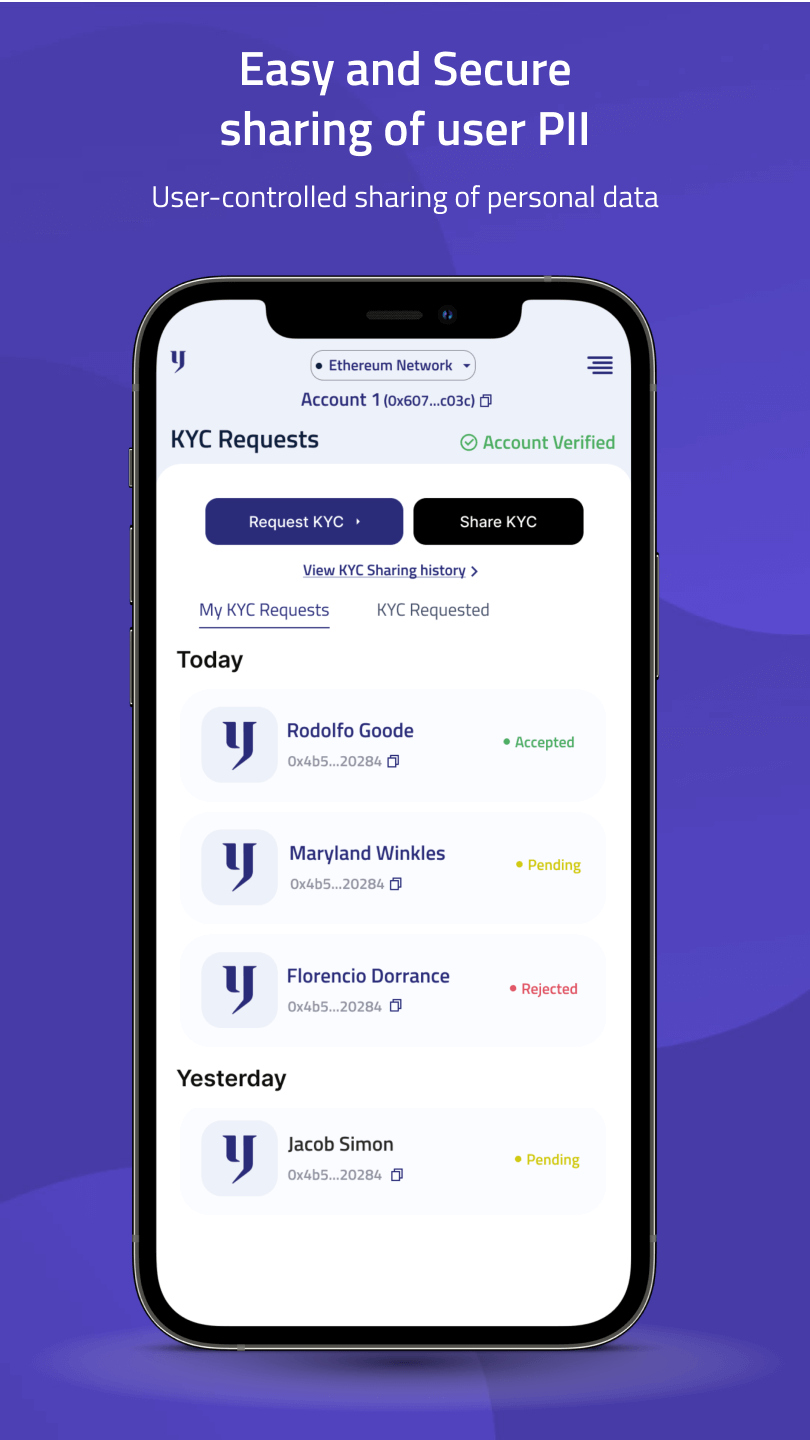 Easy and Secure
sharing of user PII
User-controlled sharing of personal data
Ethereum Network
Account 1 (0x607...c03c)
KYC Requests
Account Verified
Request KYC
Share KYC
View KYC Sharing history
My KYC Requests
KYC Requested
Today
Rodolfo Goode
Accepted
0x4b5...20284
Maryland Winkles
Pending
0x4b5...20284
Florencio Dorrance
Rejected
0x4b5...20284
Yesterday
Jacob Simon
Pending
0x4b5...20284